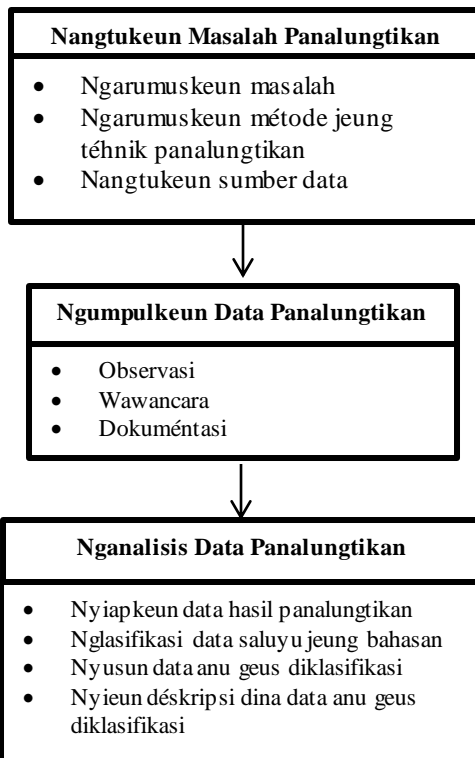 Nangtukeun Masalah Panalungtikan
• Ngarumuskeun masalah
• Ngarumuskeun métode jeung
téhnik panalungtikan
• Nangtukeun sumber data
Ngumpulkeun Data Panalungtikan
• Observasi
• Wawancara
• Dokuméntasi
Nganalisis Data Panalungtikan
• Nyiapkeun data hasil panalungtikan
• Nglasifikasi data saluyu jeung bahasan
• Nyusun data anu geus diklasifikasi
• Nyieun déskripsi dina data anu geus
diklasifikasi